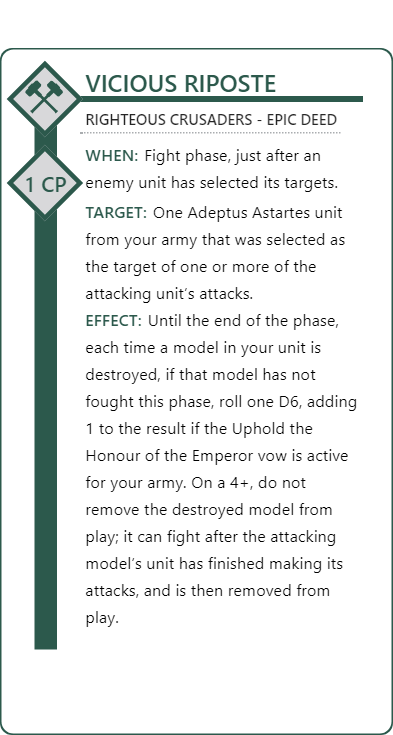 VICIOUS RIPOSTE
RIGHTEOUS CRUSADERS - EPIC DEED
1 CP
WHEN: Fight phase, just after an
enemy unit has selected its targets.
TARGET: One Adeptus Astartes unit
from your army that was selected as
the target of one or more of the
attacking unit's attacks.
EFFECT: Until the end of the phase,
each time a model in your unit is
destroyed, if that model has not
fought this phase, roll one D6, adding
1 to the result if the Uphold the
Honour of the Emperor vow is active
for your army. On a 4+, do not
remove the destroyed model from
play; it can fight after the attacking
model's unit has finished making its
attacks, and is then removed from
play.